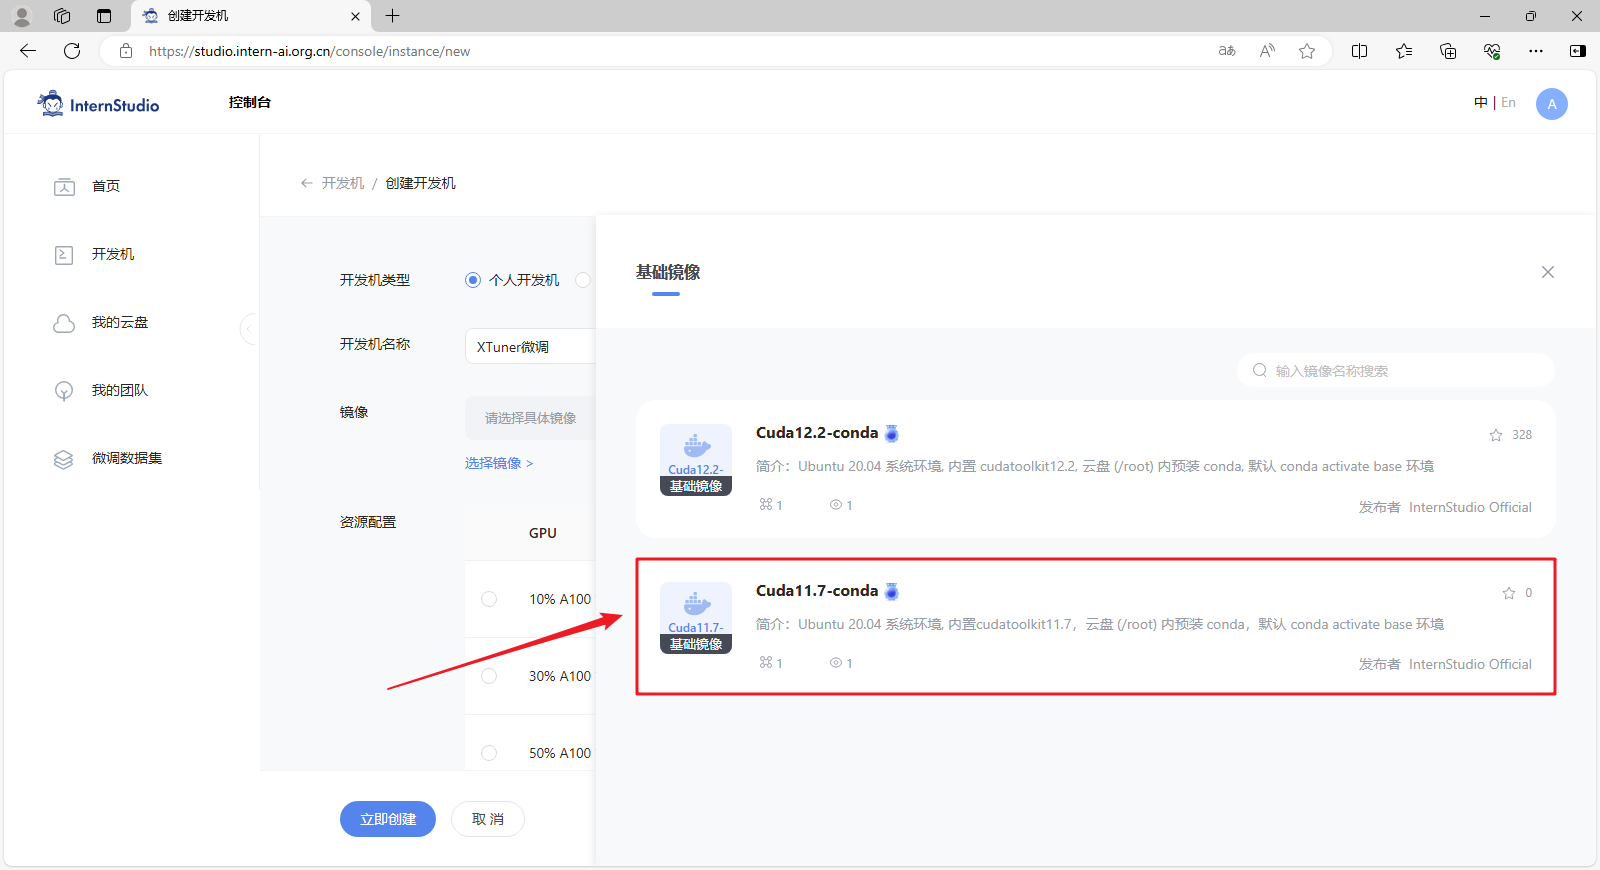 创建开发机
https://studio.intern-ai.org.cn/console/instance/new
InternStudio
控制台
中 | En
A
首页
开发机
我的云盘
我的团队
微调数据集
← 开发机 / 创建开发机
开发机类型
个人开发机
开发机名称
XTuner微调
镜像
请选择具体镜像
选择镜像 >
资源配置
GPU
10% A100
30% A100
50% A100
立即创建
取 消
基础镜像
输入镜像名称搜索
Cuda12.2-
基础镜像
Cuda12.2-conda
328
简介：Ubuntu 20.04 系统环境, 内置 cudatoolkit12.2, 云盘 (/root) 内预装 conda, 默认 conda activate base 环境
1
1
发布者 InternStudio Official
Cuda11.7-
基础镜像
Cuda11.7-conda
0
简介：Ubuntu 20.04 系统环境, 内置cudatoolkit11.7，云盘 (/root) 内预装 conda，默认 conda activate base 环境
1
1
发布者 InternStudio Official